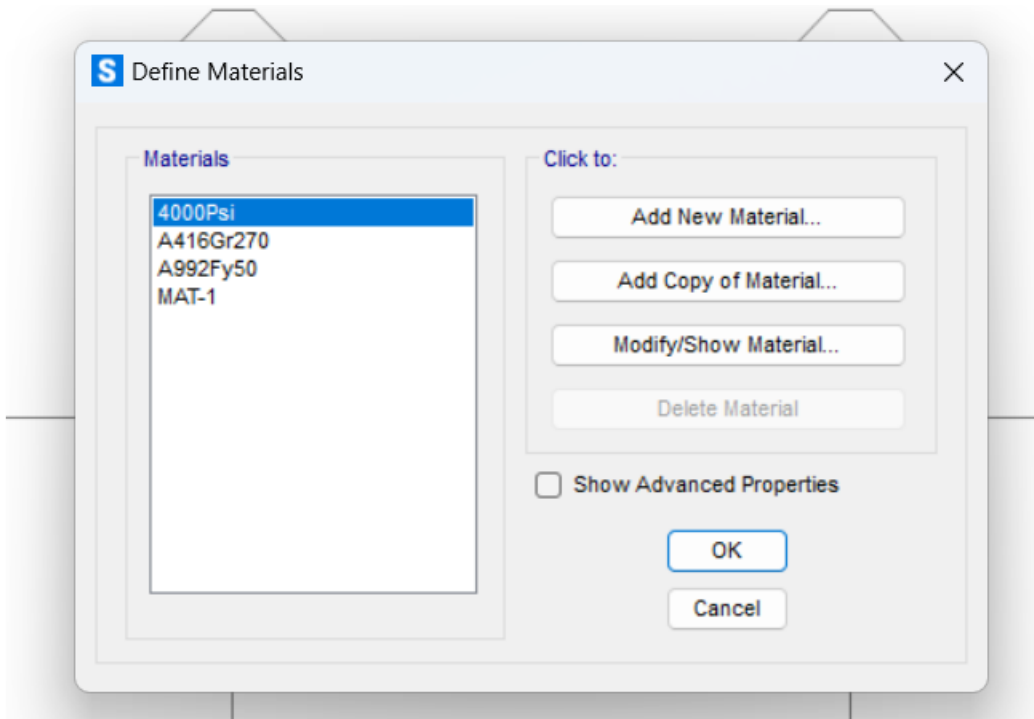 S Define Materials
Materials
4000Psi
A416Gr270
A992Fy50
MAT-1
Click to:
Add New Material...
Add Copy of Material...
Modify/Show Material...
Delete Material
Show Advanced Properties
OK
Cancel